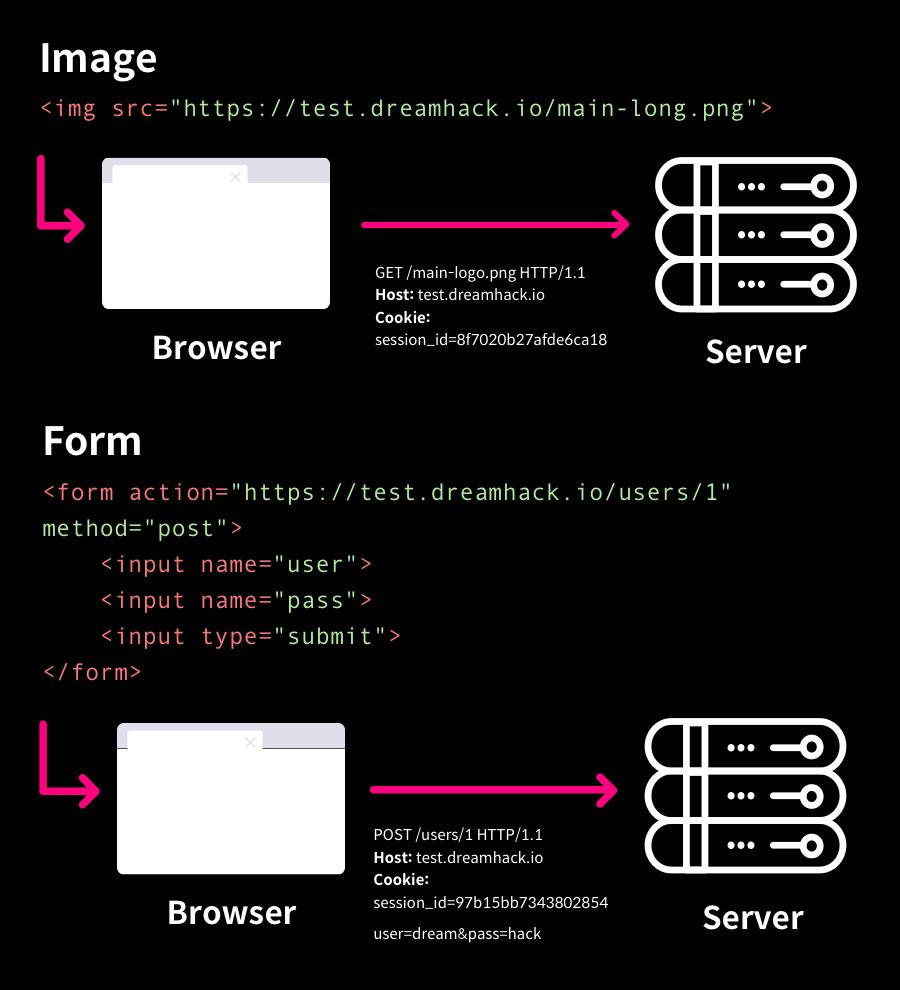 Image
<img src="https://test.dreamhack.io/main-long.png">
GET /main-logo.png HTTP/1.1
Host: test.dreamhack.io
Cookie:
session_id=8f7020b27afde6ca18
Browser
Server
Form
<form action="https://test.dreamhack.io/users/1"
method="post">
    <input name="user">
    <input name="pass">
    <input type="submit">
</form>
POST /users/1 HTTP/1.1
Host: test.dreamhack.io
Cookie:
session_id=97b15bb7343802854
user=dream&pass=hack
Browser
Server